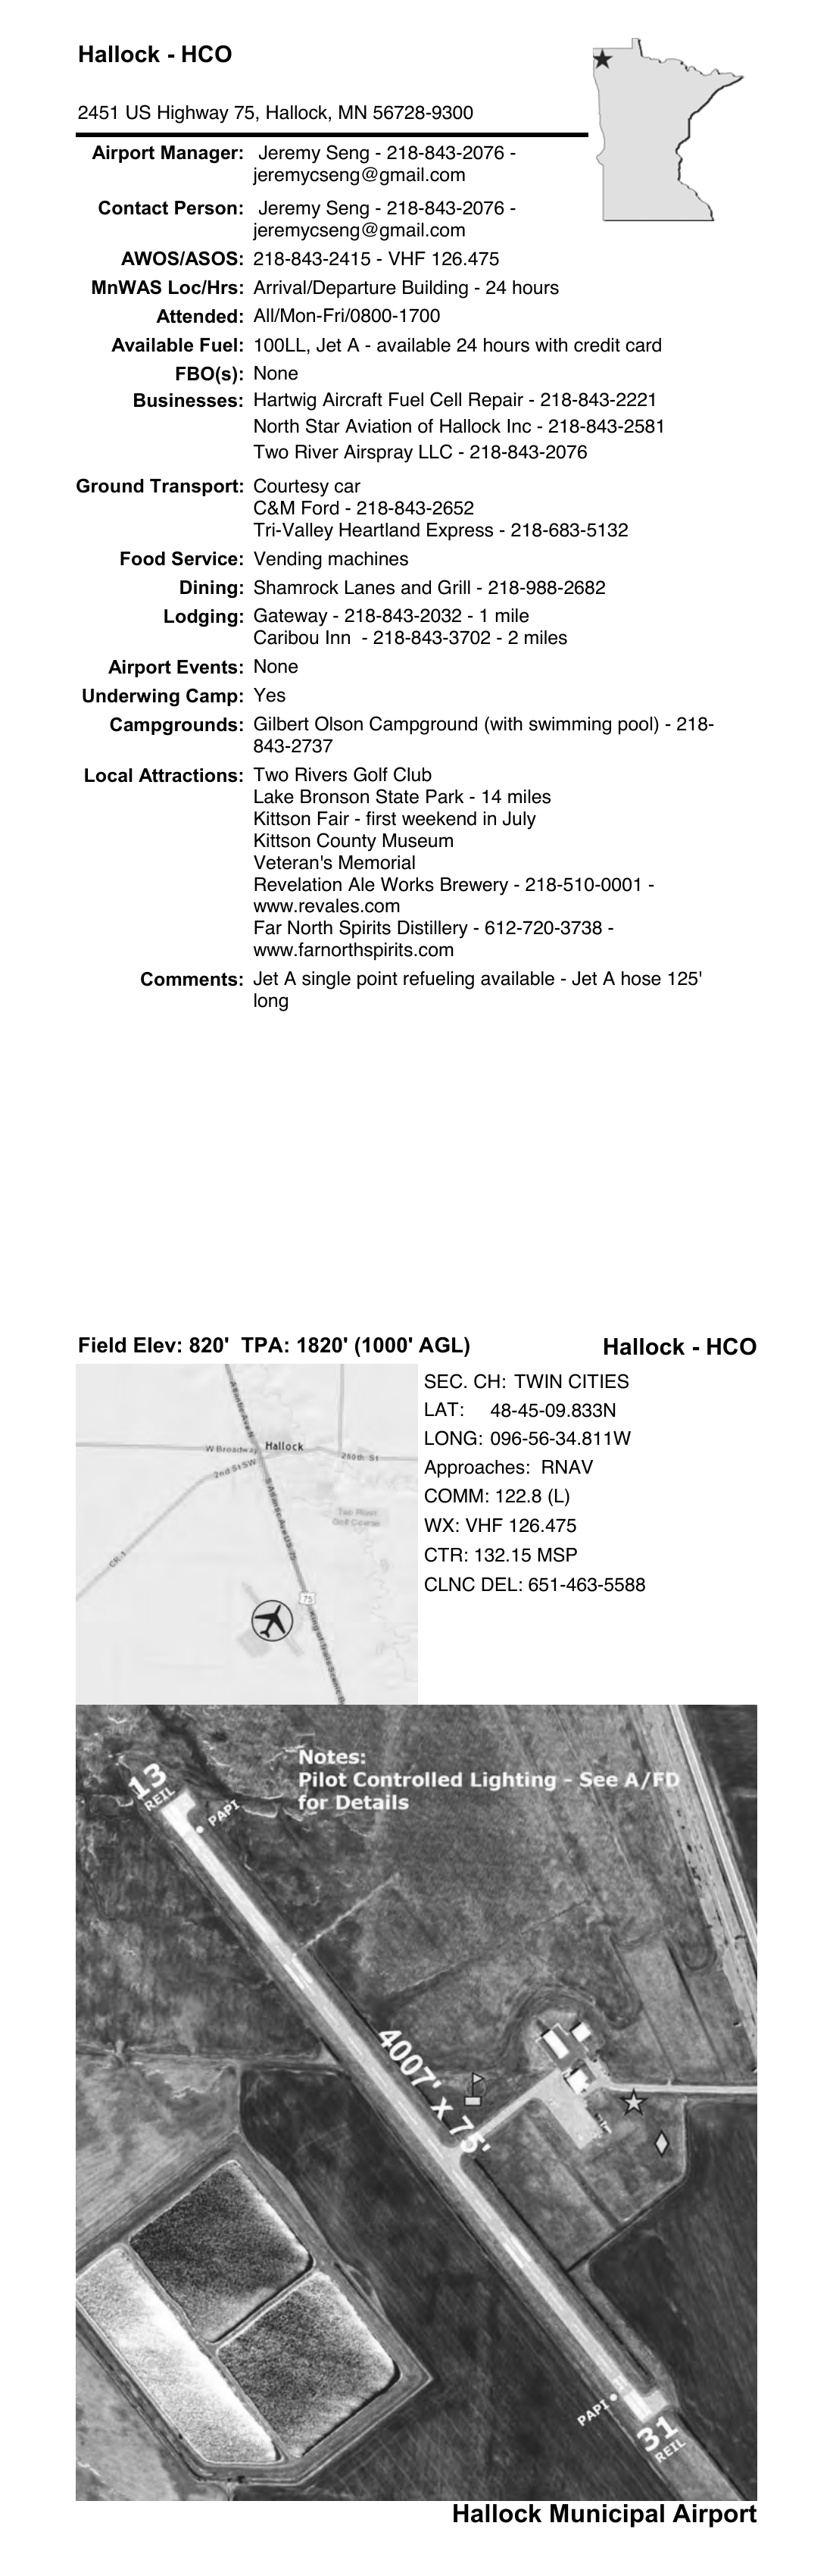 Hallock - HCO
2451 US Highway 75, Hallock, MN 56728-9300
Airport Manager: Jeremy Seng - 218-843-2076 -
jeremycseng@gmail.com
Contact Person: Jeremy Seng - 218-843-2076 -
jeremycseng@gmail.com
AWOS/ASOS: 218-843-2415 - VHF 126.475
MnWAS Loc/Hrs: Arrival/Departure Building - 24 hours
Attended: All/Mon-Fri/0800-1700
Available Fuel: 100LL, Jet A - available 24 hours with credit card
FBO(s): None
Businesses: Hartwig Aircraft Fuel Cell Repair - 218-843-2221
North Star Aviation of Hallock Inc - 218-843-2581
Two River Airspray LLC - 218-843-2076
Ground Transport: Courtesy car
C&M Ford - 218-843-2652
Tri-Valley Heartland Express - 218-683-5132
Food Service: Vending machines
Dining: Shamrock Lanes and Grill - 218-988-2682
Lodging: Gateway - 218-843-2032 - 1 mile
Caribou Inn - 218-843-3702 - 2 miles
Airport Events: None
Underwing Camp: Yes
Campgrounds: Gilbert Olson Campground (with swimming pool) - 218-
843-2737
Local Attractions: Two Rivers Golf Club
Lake Bronson State Park - 14 miles
Kittson Fair - first weekend in July
Kittson County Museum
Veteran's Memorial
Revelation Ale Works Brewery - 218-510-0001 -
www.revales.com
Far North Spirits Distillery - 612-720-3738 -
www.farnorthspirits.com
Comments: Jet A single point refueling available - Jet A hose 125'
long
Field Elev: 820' TPA: 1820' (1000' AGL)
Hallock - HCO
Atlantic Ave N
W Broadway
Hallock
260th St
2nd St SW
S Atlantic Ave
US 75
Two River
Golf Course
CR-1
75
King of Trails Scenic B
SEC. CH: TWIN CITIES
LAT: 48-45-09.833N
LONG: 096-56-34.811W
Approaches: RNAV
COMM: 122.8 (L)
WX: VHF 126.475
CTR: 132.15 MSP
CLNC DEL: 651-463-5588
Notes:
Pilot Controlled Lighting - See A/FD
for Details
13
REIL
PAPI
4007' x 75'
PAPI
31
REIL
Hallock Municipal Airport